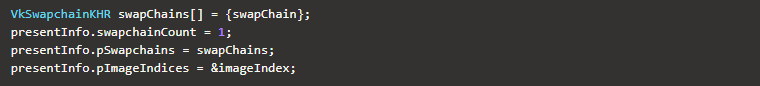 VkSwapchainKHR swapChains[] = {swapChain};
presentInfo.swapchainCount = 1;
presentInfo.pSwapchains = swapChains;
presentInfo.pImageIndices = &imageIndex;